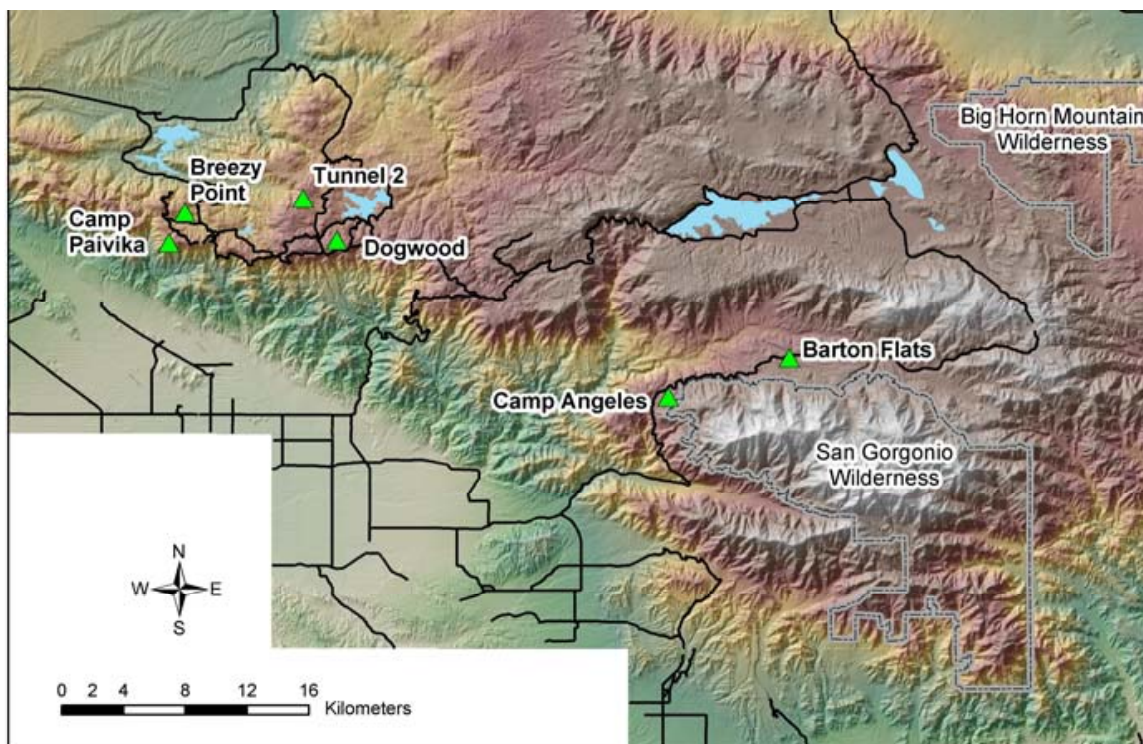 Big Horn Mountain
Wilderness
Breezy
Point
Tunnel 2
Camp
Paivika
Dogwood
Barton Flats
Camp Angeles
San Gorgonio
Wilderness
N
W E
S
0 2 4 8 12 16
Kilometers